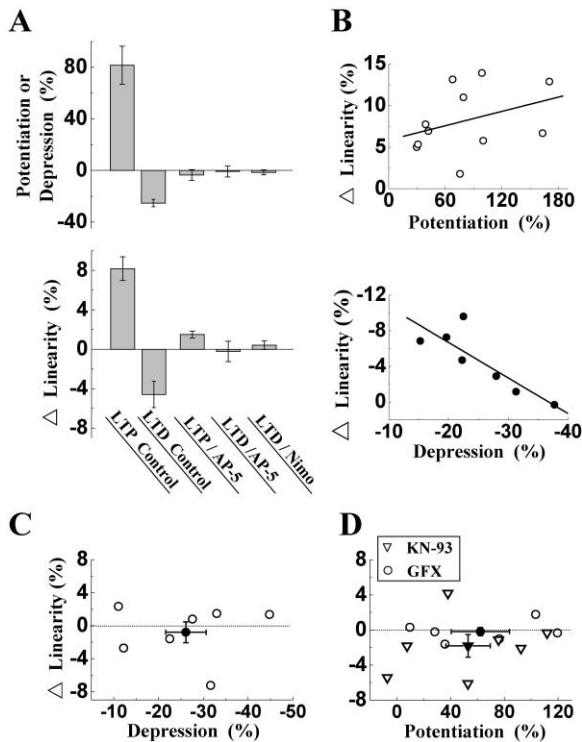 A
Potentiation or
Depression (%)
80
40
0
-40
△ Linearity (%)
8
4
0
-4
-8
LTP Control
LTD Control
LTP / AP-5
LTD /AP-5
LTD / Nimo
B
△ Linearity (%)
15
10
5
0
0 60 120 180
Potentiation (%)
△ Linearity (%)
-12
-8
-4
0
-10 -20 -30 -40
Depression (%)
C
△ Linearity (%)
8
4
0
-4
-8
-10 -20 -30 -40 -50
Depression (%)
D
KN-93
GFX
8
4
0
-4
-8
0 40 80 120
Potentiation (%)